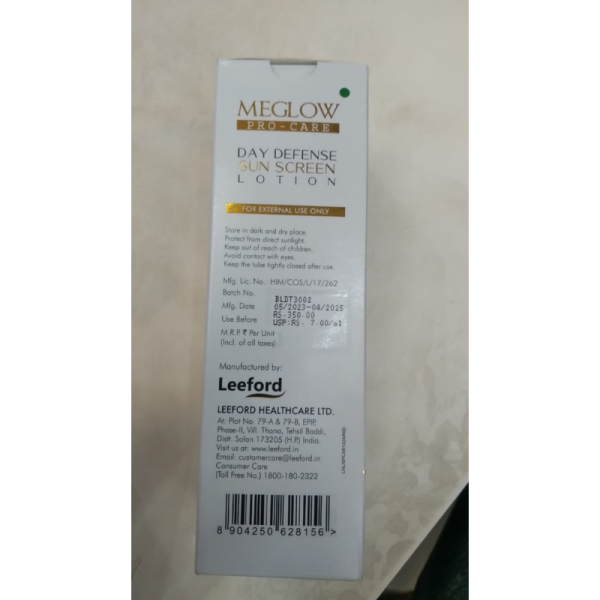 MEGLOW
PRO-CARE
DAY DEFENSE
SUN SCREEN
LOTION
FOR EXTERNAL USE ONLY
Store in dark and dry place.
Protect from direct sunlight.
Keep out of reach of children.
Avoid contact with eyes.
Keep the tube tightly closed after use.
Mfg. Lic. No.: HIM/COS/L/17/262
Batch No. BLDT3002
Mfg. Date 05/2023-04/2025
Use Before RS. 350.00
USP:RS. 7.00/ml
M.R.P. ₹ Per Unit
(Incl. of all taxes)
Manufactured by:
Leeford
LEEFORD HEALTHCARE LTD.
At. Plot No. 79-A & 79-B, EPIP,
Phase-II, Vill. Thana, Tehsil Baddi,
Distt. Solan 173205 (H.P.) India.
Visit us at: www.leeford.in
Email: customercare@leeford.in
Consumer Care
(Toll Free No.) 1800-180-2322
8 904250 628156 >